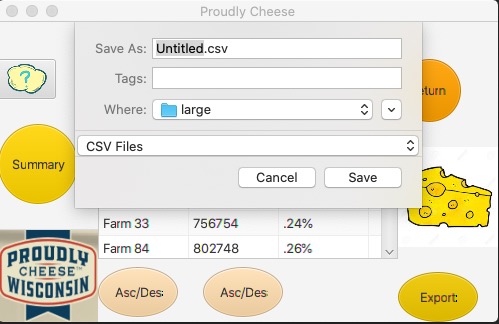 Proudly Cheese
Save As: Untitled.csv
Tags:
Where: large
eturn
CSV Files
?
Summary
Cancel Save
Farm 33 756754 .24%
Farm 84 802748 .26%
PROUDLY
CHEESE™
WISCONSIN
Asc/Des Asc/Des Export